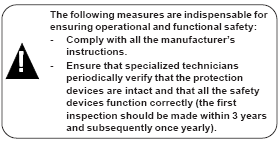 The following measures are indispensable for
ensuring operational and functional safety:
- Comply with all the manufacturer's
instructions.
- Ensure that specialized technicians
periodically verify that the protection
devices are intact and that all the safety
devices function correctly (the first
inspection should be made within 3 years
and subsequently once yearly).
!